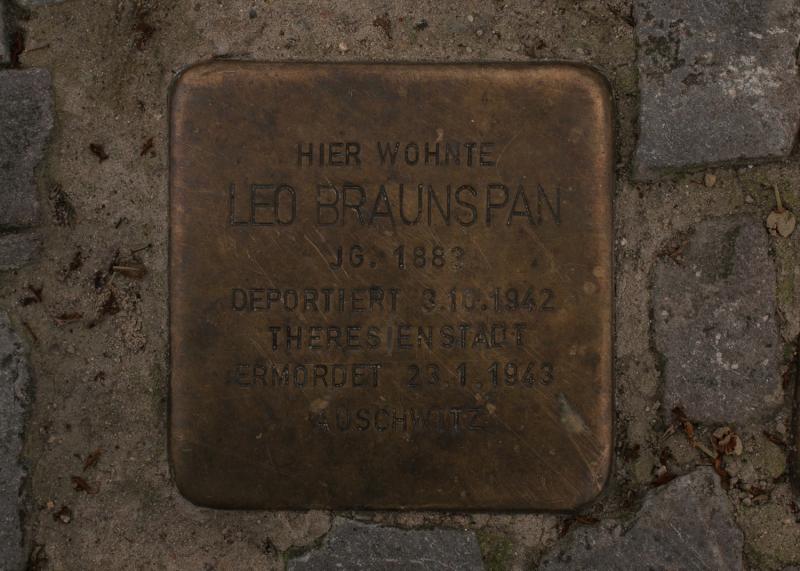 HIER WOHNTE
LEO BRAUNSPAN
JG. 1883
DEPORTIERT 3.10.1942
THERESIENSTADT
ERMORDET 23.1.1943
AUSCHWITZ